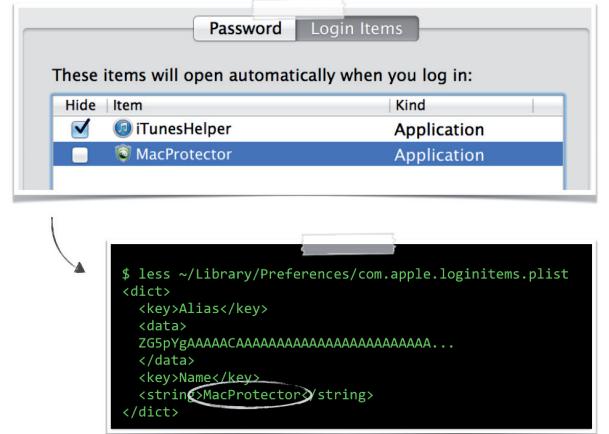 Password Login Items
These items will open automatically when you log in:
Hide Item Kind
iTunesHelper Application
MacProtector Application
$ less ~/Library/Preferences/com.apple.loginitems.plist
<dict>
<key>Alias</key>
<data>
ZG5pYgAAAAACAAAAAAAAAAAAAAAAAAAAAA...
</data>
<key>Name</key>
<string>MacProtector</string>
</dict>